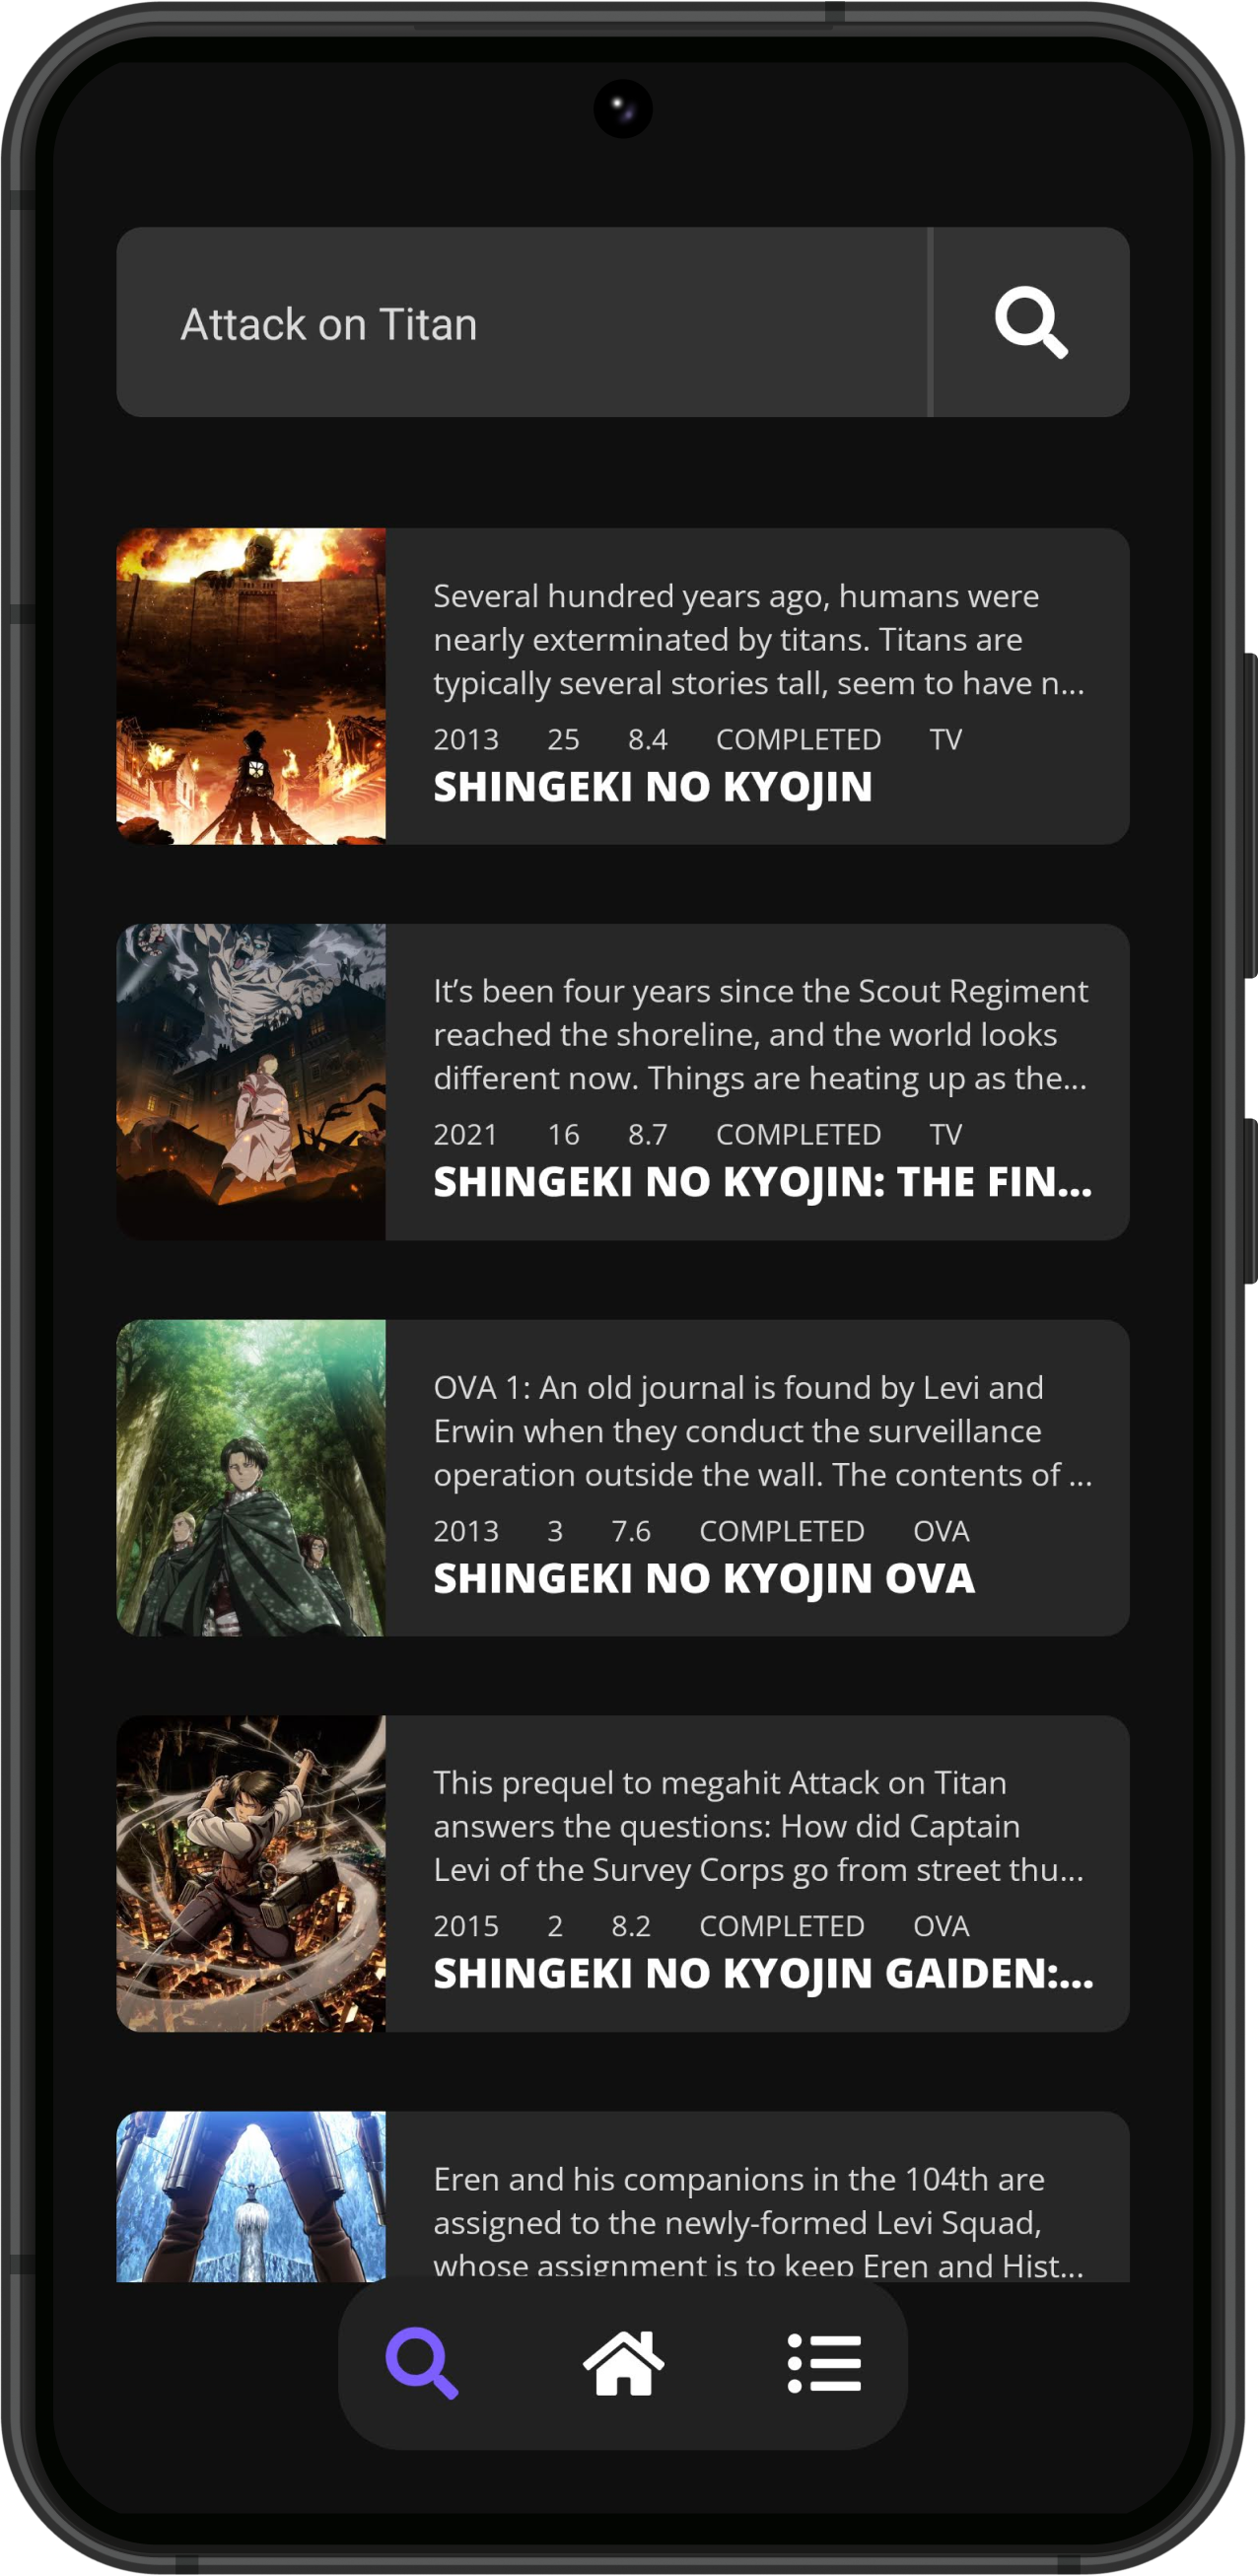 Attack on Titan
Several hundred years ago, humans were
nearly exterminated by titans. Titans are
typically several stories tall, seem to have n...
2013 25 8.4 COMPLETED TV
SHINGEKI NO KYOJIN
It’s been four years since the Scout Regiment
reached the shoreline, and the world looks
different now. Things are heating up as the...
2021 16 8.7 COMPLETED TV
SHINGEKI NO KYOJIN: THE FIN...
OVA 1: An old journal is found by Levi and
Erwin when they conduct the surveillance
operation outside the wall. The contents of ...
2013 3 7.6 COMPLETED OVA
SHINGEKI NO KYOJIN OVA
This prequel to megahit Attack on Titan
answers the questions: How did Captain
Levi of the Survey Corps go from street thu...
2015 2 8.2 COMPLETED OVA
SHINGEKI NO KYOJIN GAIDEN:...
Eren and his companions in the 104th are
assigned to the newly-formed Levi Squad,
whose assignment is to keep Eren and Hist...